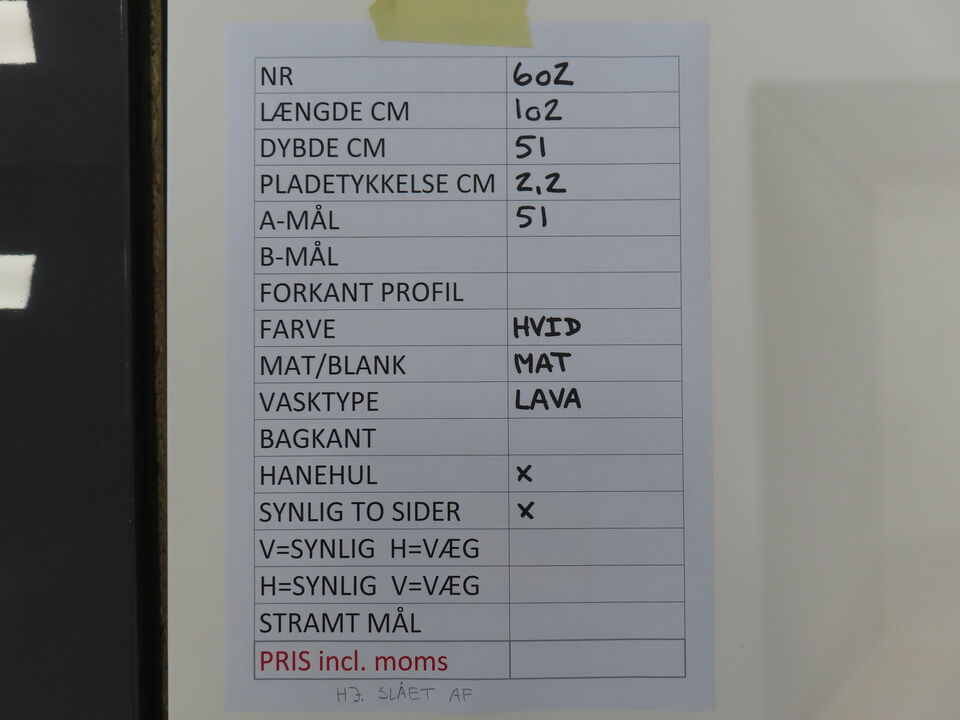 NR 602
LÆNGDE CM 102
DYBDE CM 51
PLADETYKKELSE CM 2,2
A-MÅL 51
B-MÅL
FORKANT PROFIL
FARVE HVID
MAT/BLANK MAT
VASKTYPE LAVA
BAGKANT
HANEHUL X
SYNLIG TO SIDER X
V=SYNLIG H=VÆG
H=SYNLIG V=VÆG
STRAMT MÅL
PRIS incl. moms
HJ. SLÅET AF